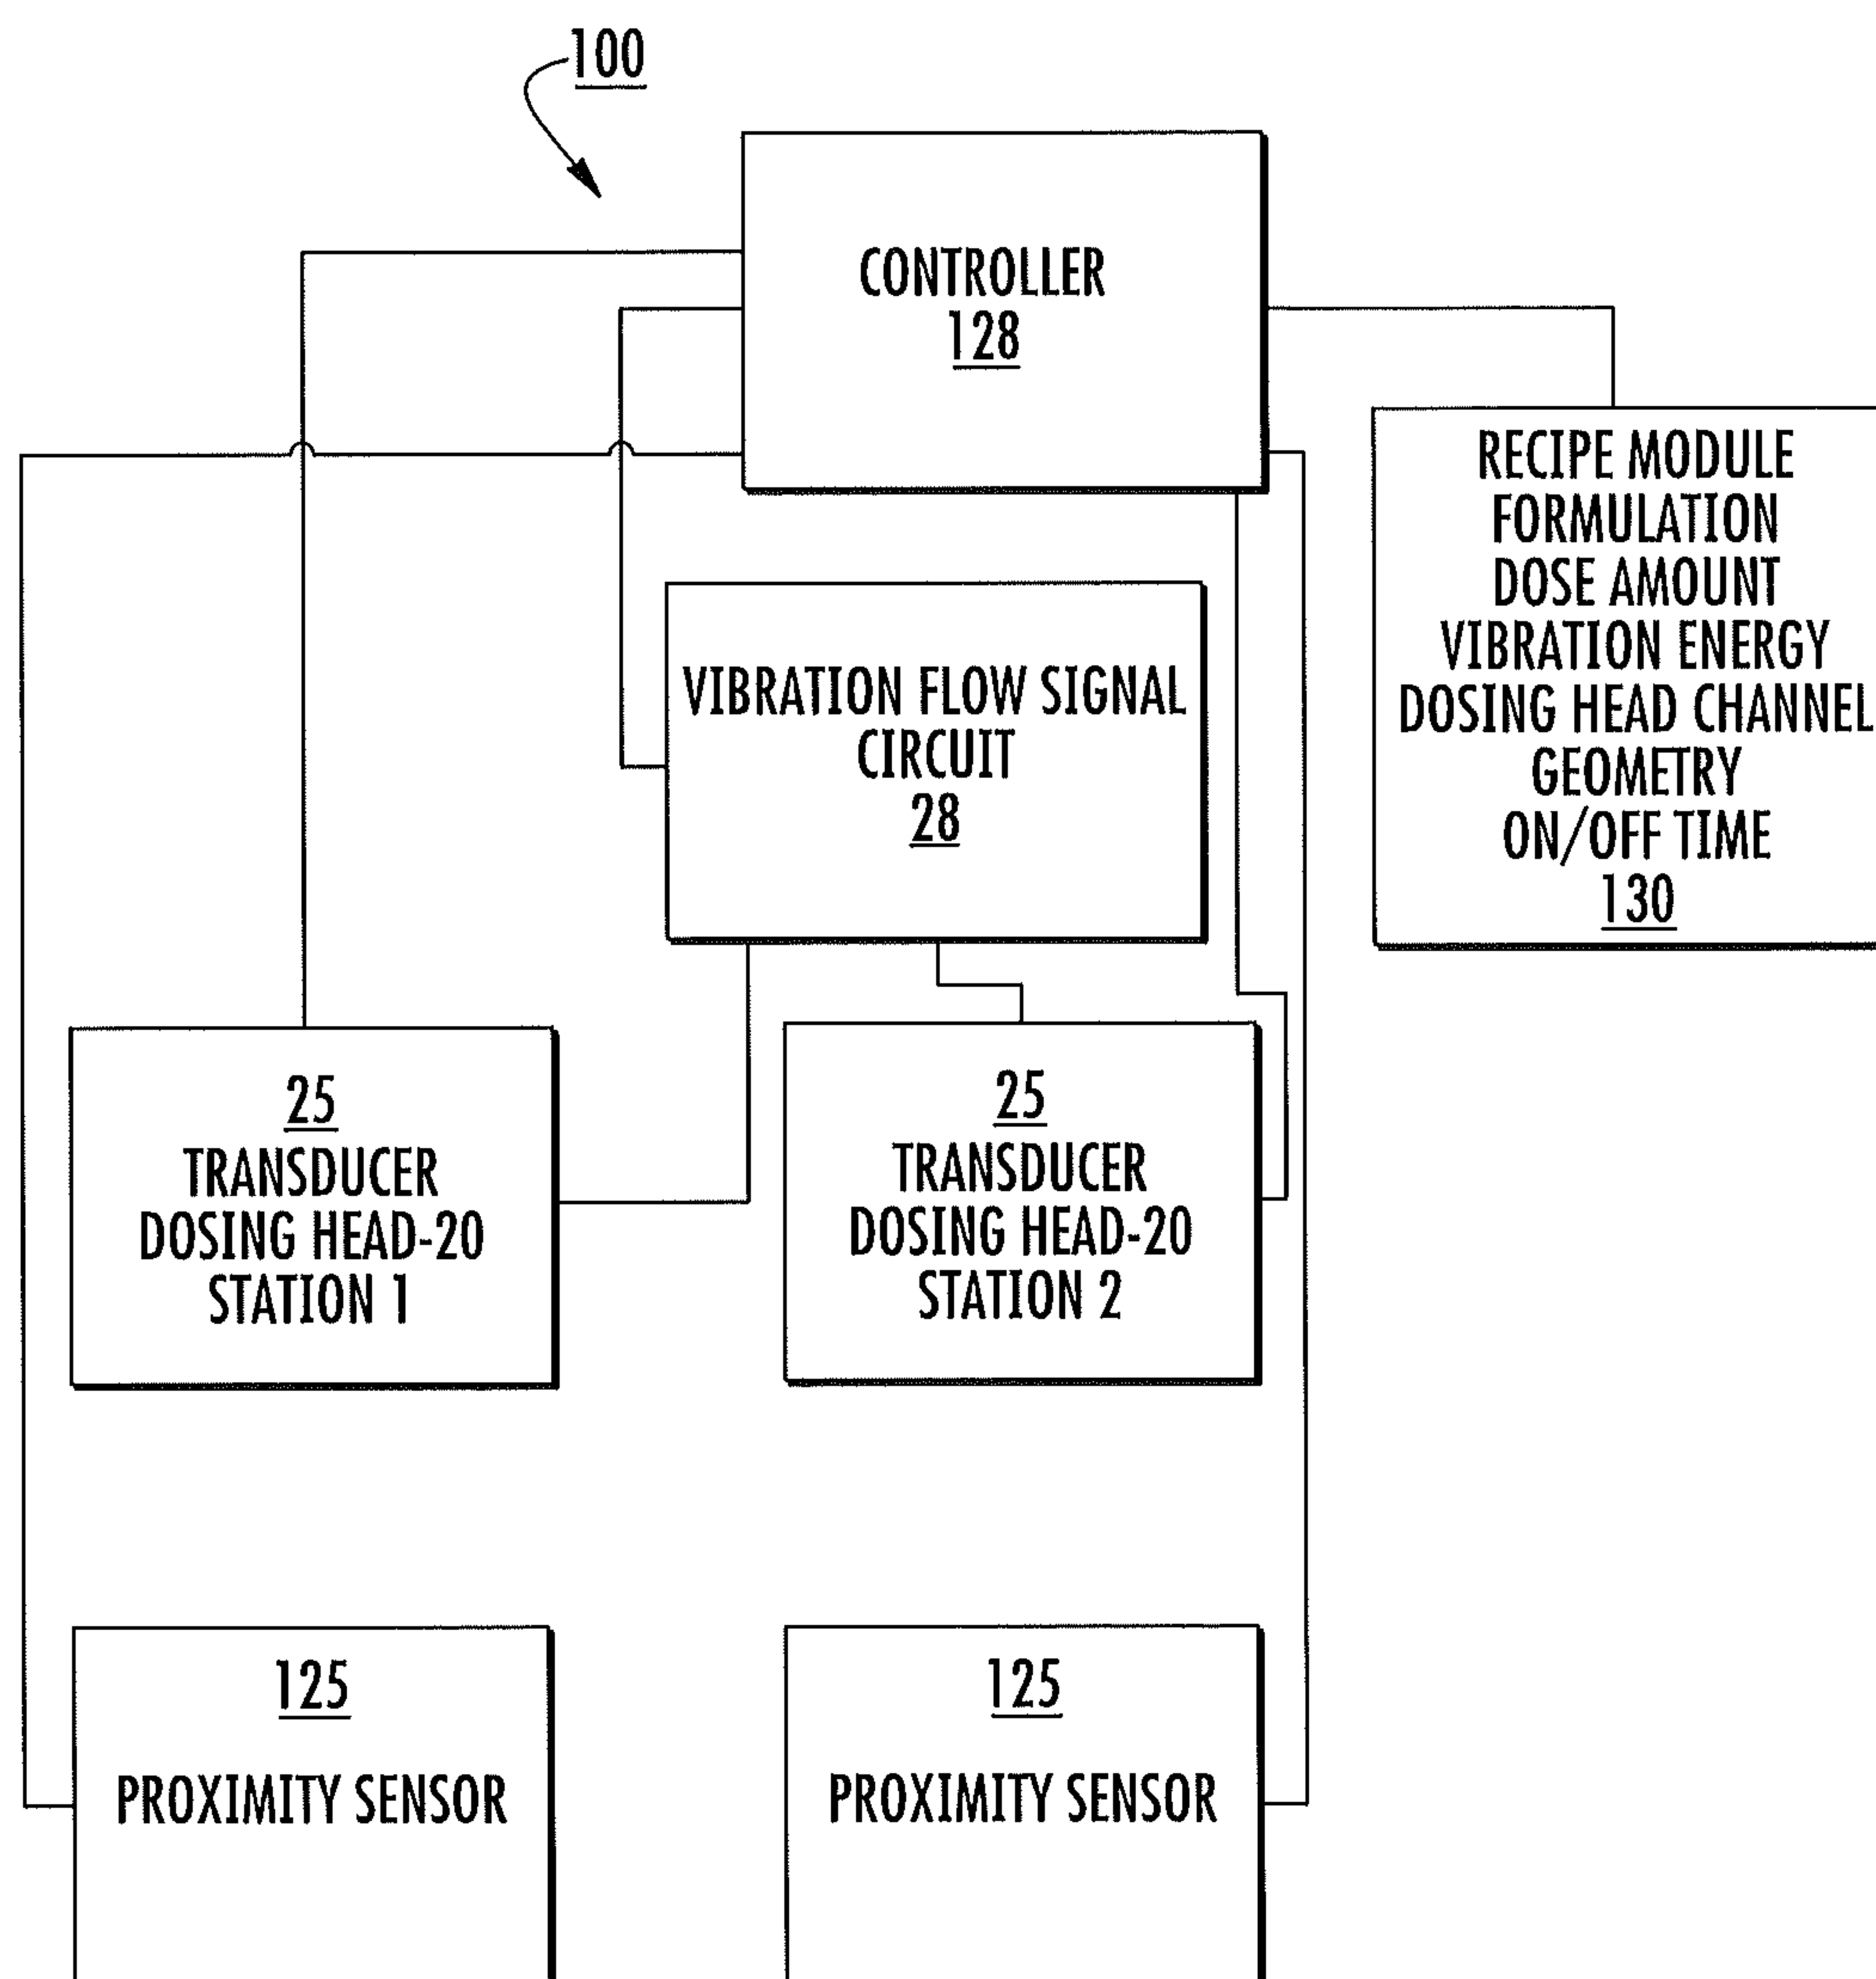 100
CONTROLLER
128
RECIPE MODULE
FORMULATION
DOSE AMOUNT
VIBRATION ENERGY
DOSING HEAD CHANNEL
GEOMETRY
ON/OFF TIME
130
VIBRATION FLOW SIGNAL
CIRCUIT
28
25
TRANSDUCER
DOSING HEAD-20
STATION 1
25
TRANSDUCER
DOSING HEAD-20
STATION 2
125
PROXIMITY SENSOR
125
PROXIMITY SENSOR